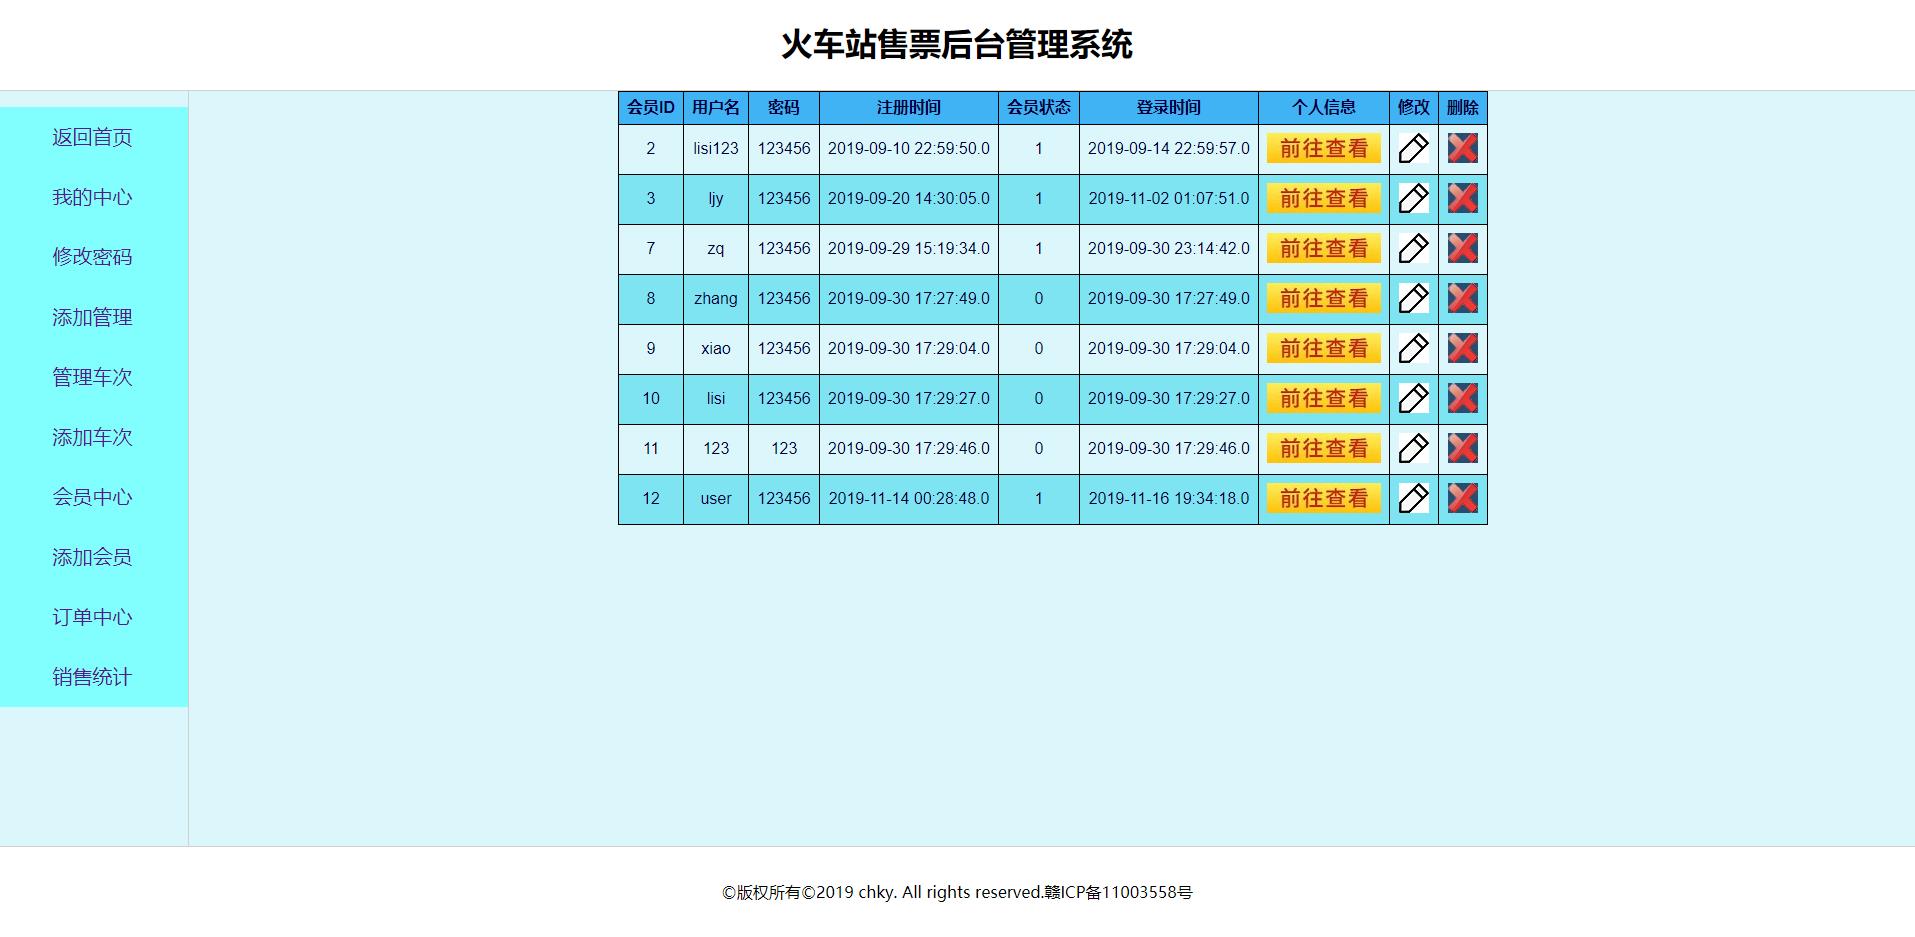 火车站售票后台管理系统
返回首页
我的中心
修改密码
添加管理
管理车次
添加车次
会员中心
添加会员
订单中心
销售统计
会员ID 用户名 密码 注册时间 会员状态 登录时间 个人信息 修改 删除
2 lisi123 123456 2019-09-10 22:59:50.0 1 2019-09-14 22:59:57.0 前往查看
3 ljy 123456 2019-09-20 14:30:05.0 1 2019-11-02 01:07:51.0 前往查看
7 zq 123456 2019-09-29 15:19:34.0 1 2019-09-30 23:14:42.0 前往查看
8 zhang 123456 2019-09-30 17:27:49.0 0 2019-09-30 17:27:49.0 前往查看
9 xiao 123456 2019-09-30 17:29:04.0 0 2019-09-30 17:29:04.0 前往查看
10 lisi 123456 2019-09-30 17:29:27.0 0 2019-09-30 17:29:27.0 前往查看
11 123 123 2019-09-30 17:29:46.0 0 2019-09-30 17:29:46.0 前往查看
12 user 123456 2019-11-14 00:28:48.0 1 2019-11-16 19:34:18.0 前往查看
©版权所有©2019 chky. All rights reserved.赣ICP备11003558号